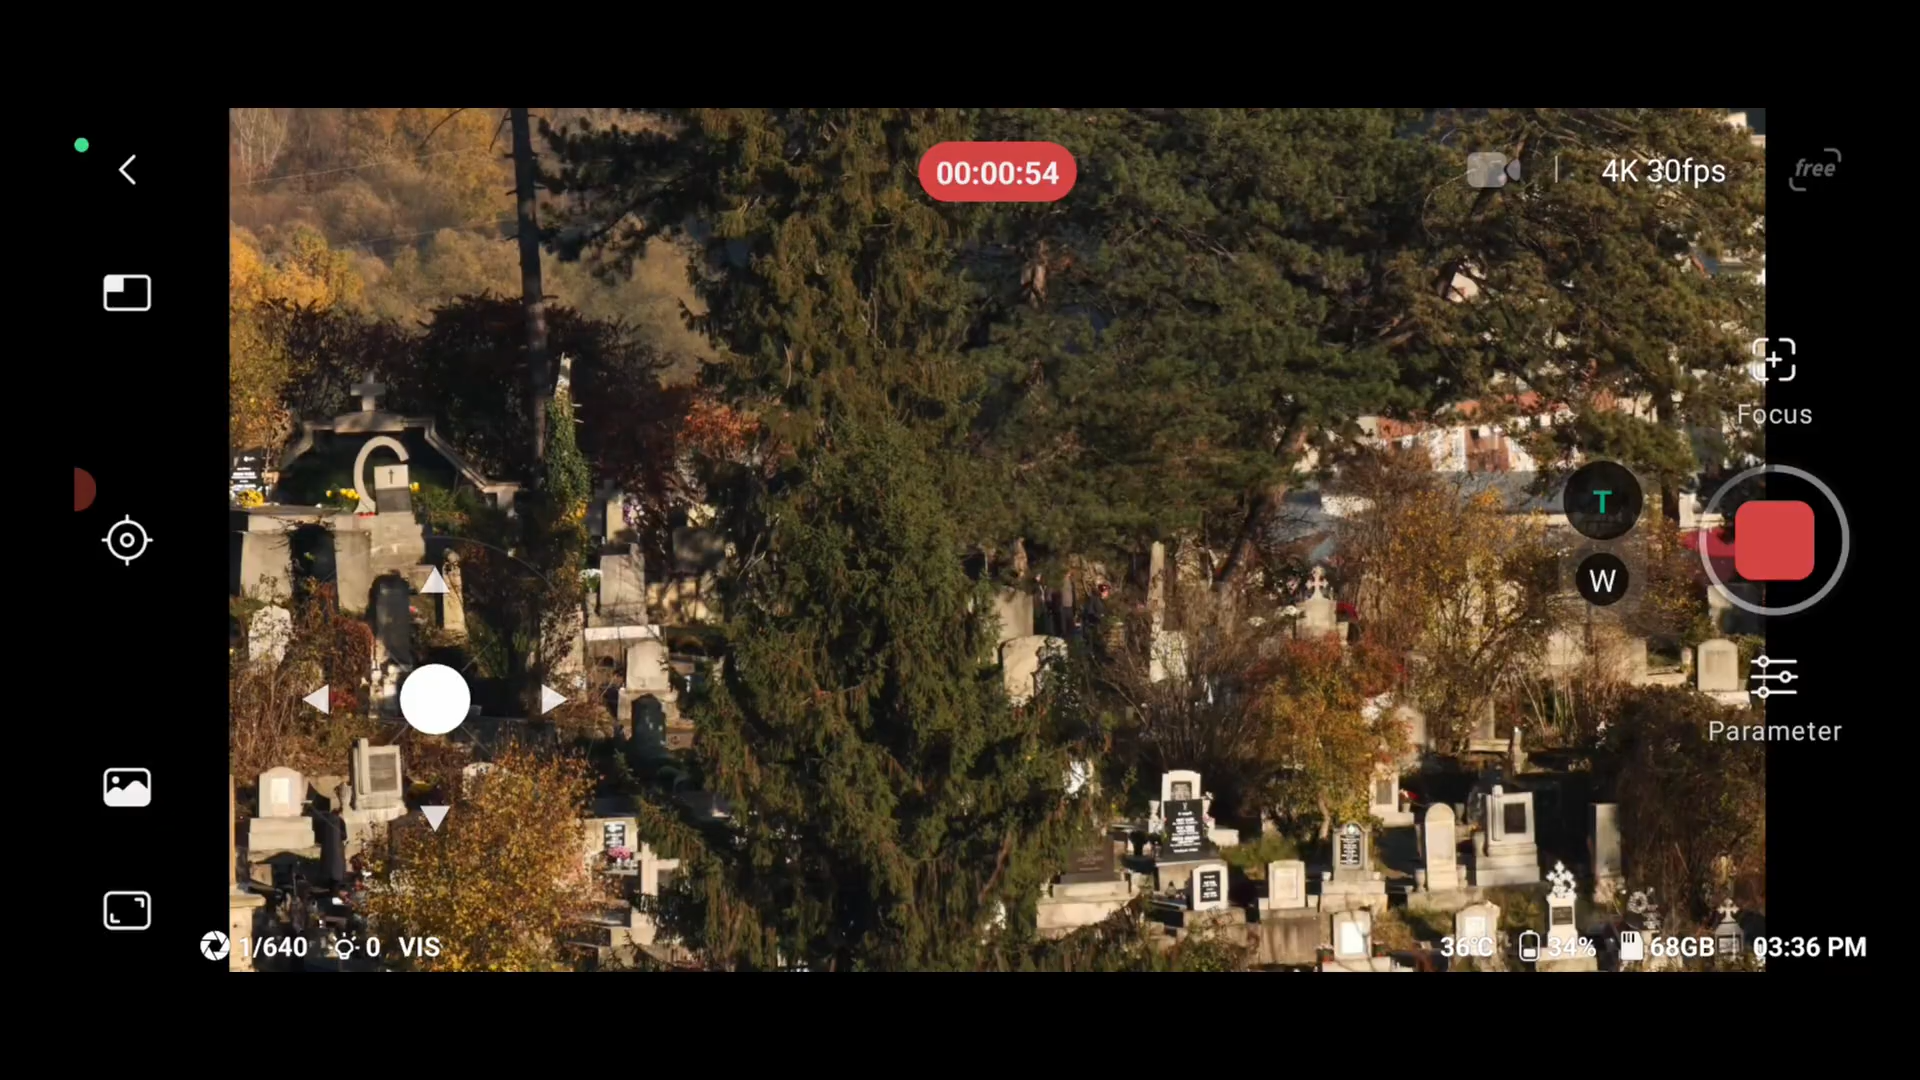 00:00:54
4K 30fps
free
Focus
T
W
Parameter
1/640 0 VIS
36°C 34% 68GB 03:36 PM